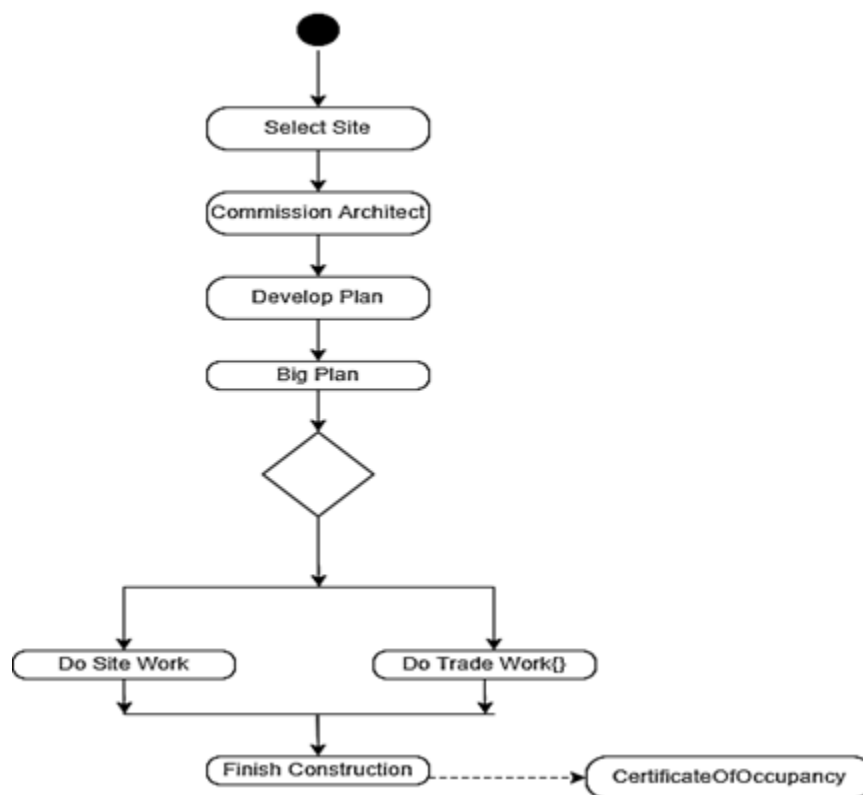 Select Site
Commission Architect
Develop Plan
Big Plan
Do Site Work
Do Trade Work{}
Finish Construction
CertificateOfOccupancy